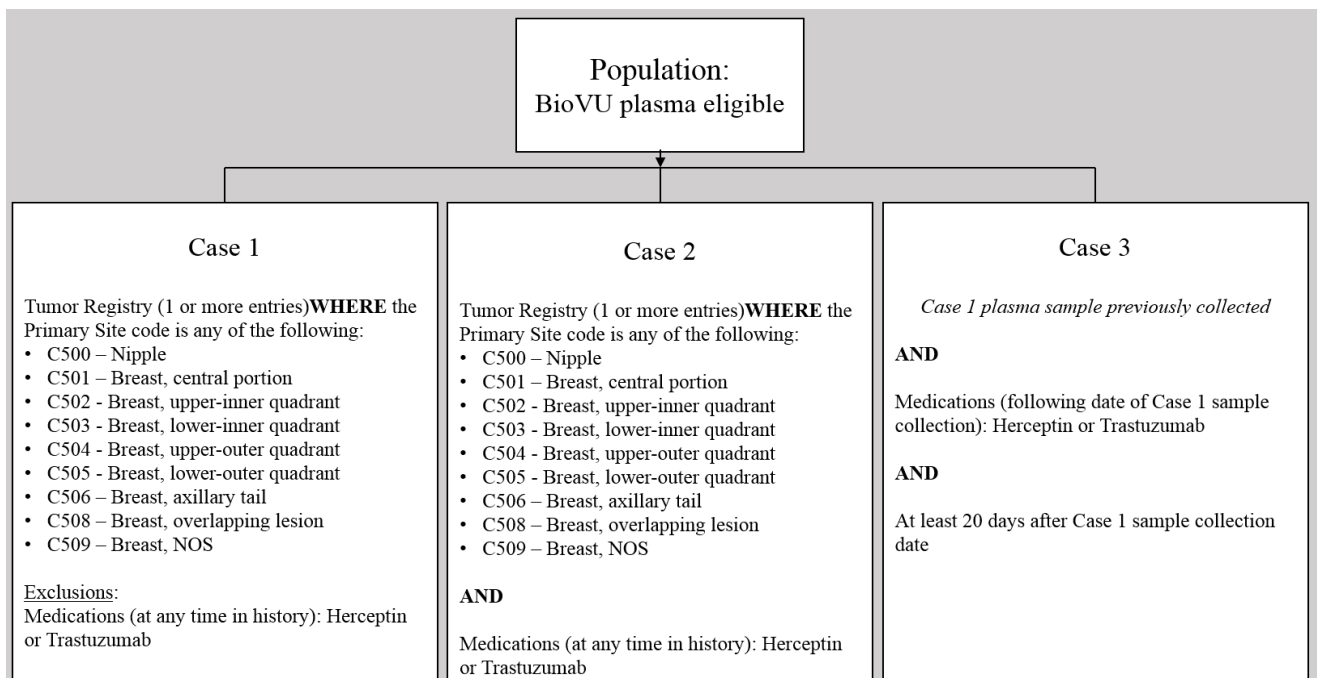 Population:
BioVU plasma eligible
Case 1
Tumor Registry (1 or more entries)WHERE the
Primary Site code is any of the following:
• C500 – Nipple
• C501 – Breast, central portion
• C502 - Breast, upper-inner quadrant
• C503 - Breast, lower-inner quadrant
• C504 - Breast, upper-outer quadrant
• C505 - Breast, lower-outer quadrant
• C506 – Breast, axillary tail
• C508 – Breast, overlapping lesion
• C509 – Breast, NOS
Exclusions:
Medications (at any time in history): Herceptin
or Trastuzumab
Case 2
Tumor Registry (1 or more entries)WHERE the
Primary Site code is any of the following:
• C500 – Nipple
• C501 – Breast, central portion
• C502 - Breast, upper-inner quadrant
• C503 - Breast, lower-inner quadrant
• C504 - Breast, upper-outer quadrant
• C505 - Breast, lower-outer quadrant
• C506 – Breast, axillary tail
• C508 – Breast, overlapping lesion
• C509 – Breast, NOS
AND
Medications (at any time in history): Herceptin
or Trastuzumab
Case 3
Case 1 plasma sample previously collected
AND
Medications (following date of Case 1 sample
collection): Herceptin or Trastuzumab
AND
At least 20 days after Case 1 sample collection
date